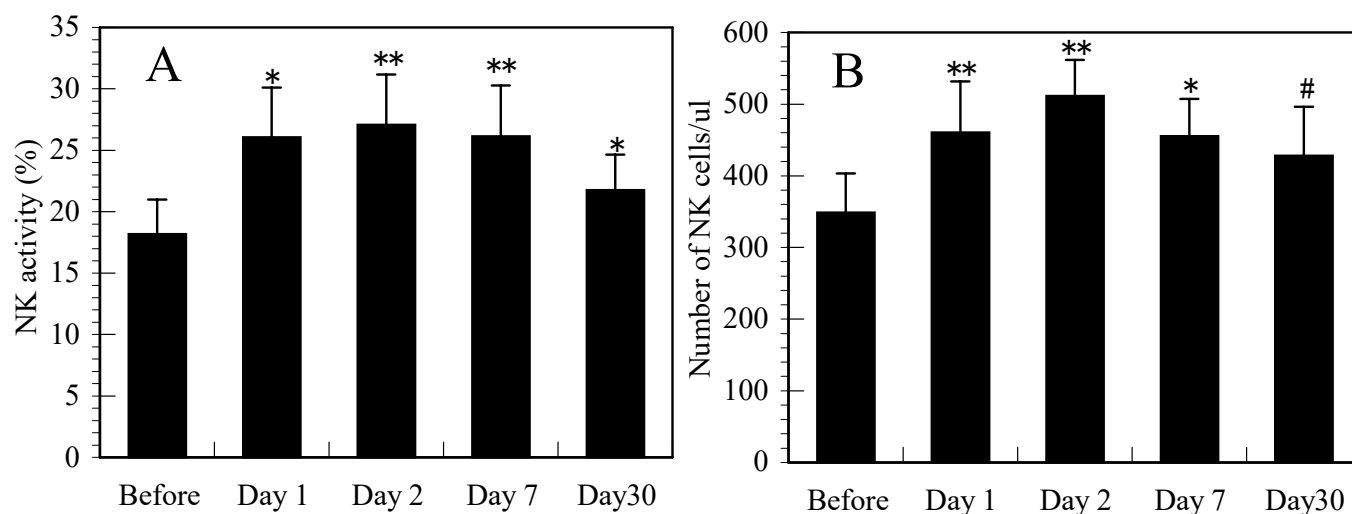 A
NK activity (%)
35
30
25
20
15
10
5
0
* ** ** *
Before Day 1 Day 2 Day 7 Day30
B
Number of NK cells/ul
600
500
400
300
200
100
0
** ** * #
Before Day 1 Day 2 Day 7 Day30